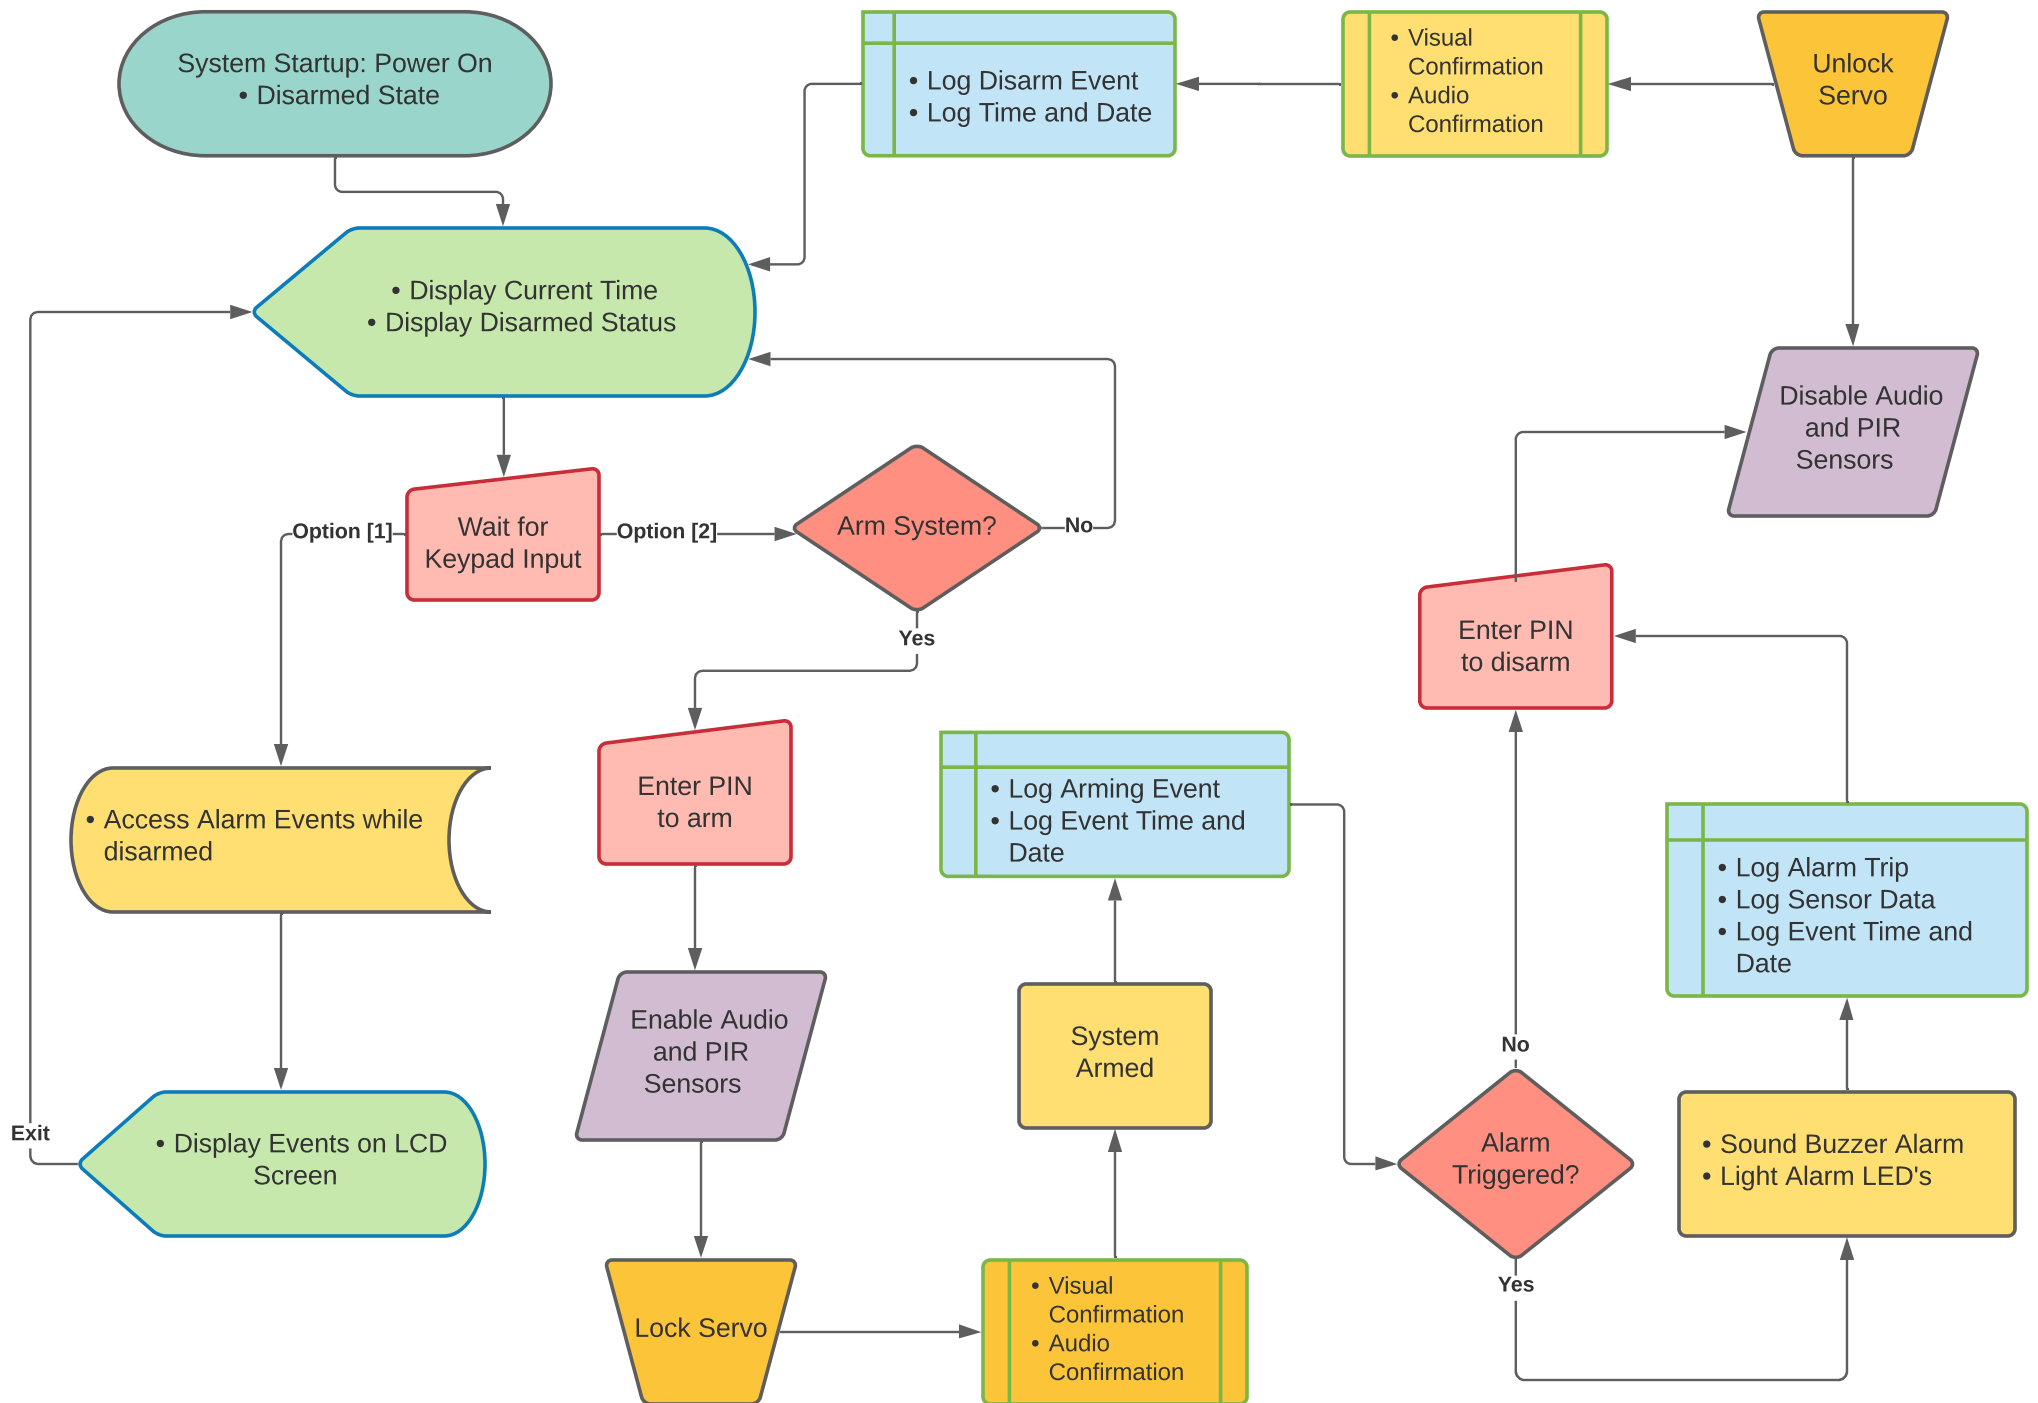 System Startup: Power On
• Disarmed State
• Log Disarm Event
• Log Time and Date
• Visual
Confirmation
• Audio
Confirmation
Unlock
Servo
• Display Current Time
• Display Disarmed Status
Disable Audio
and PIR
Sensors
Option [1]
Wait for
Keypad Input
Option [2]
Arm System?
No
Yes
Enter PIN
to disarm
Enter PIN
to arm
• Access Alarm Events while
disarmed
• Log Arming Event
• Log Event Time and
Date
• Log Alarm Trip
• Log Sensor Data
• Log Event Time and
Date
Enable Audio
and PIR
Sensors
System
Armed
No
Alarm
Triggered?
Yes
• Sound Buzzer Alarm
• Light Alarm LED's
Exit
• Display Events on LCD
Screen
Lock Servo
• Visual
Confirmation
• Audio
Confirmation